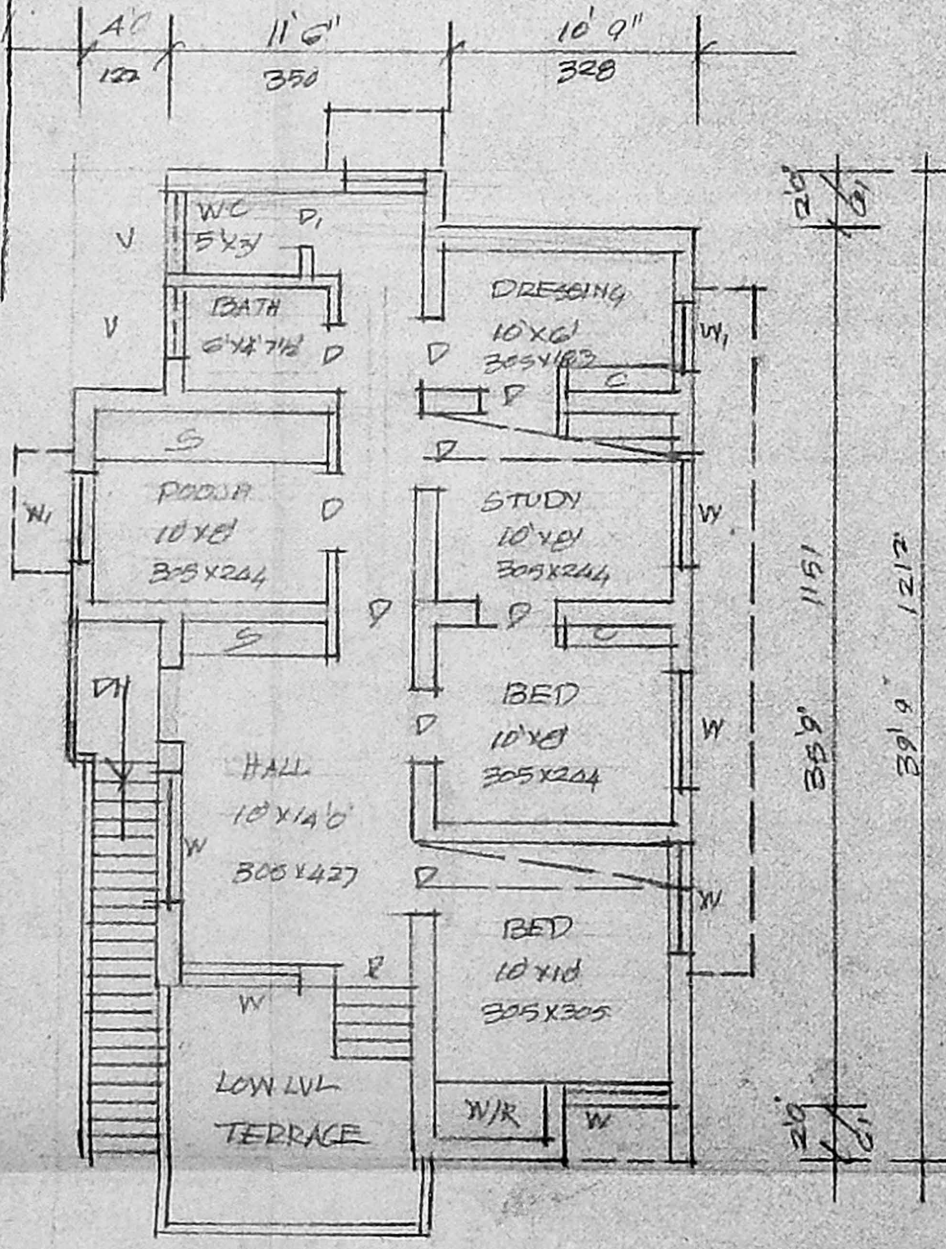 4'0"
122
11'6"
350
10'9"
328
2'0"
61
WC
5'X3'
D1
V
V
BATH
6'X4'7½"
D
D
DRESSING
10'X6'
305X183
W1
C
D
D
S
POOJA
10'X8'
305X244
W1
D
STUDY
10'X8'
305X244
W
1151
1212
D
D
C
S
DN
BED
10'X8'
305X244
D
W
35'9"
39'9"
HALL
10'X14'0"
305X427
W
D
W
BED
10'X10'
305X305
D
W
LOW LVL
TERRACE
W/R
W
2'0"
61